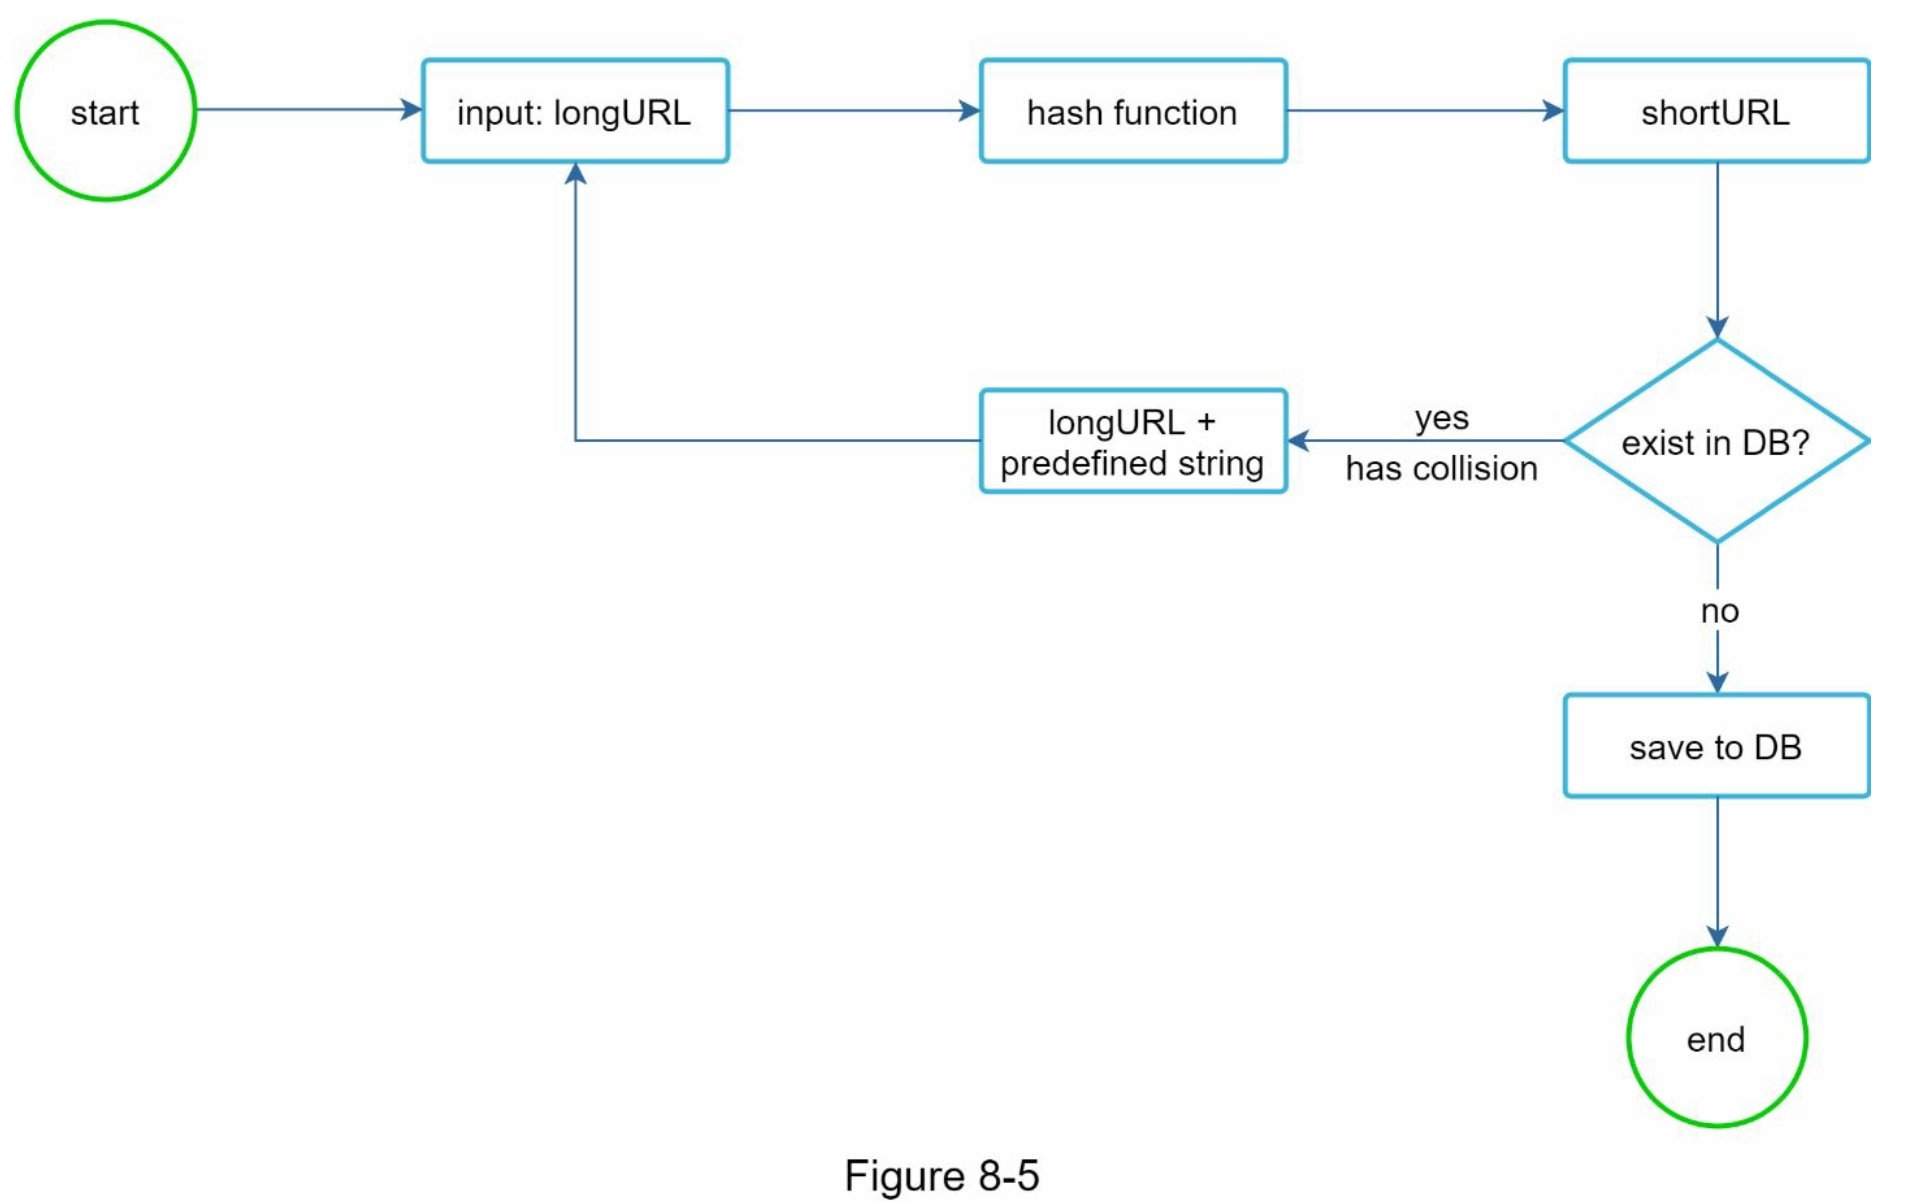 start
input: longURL
hash function
shortURL
longURL +
predefined string
yes
has collision
exist in DB?
no
save to DB
end
Figure 8-5